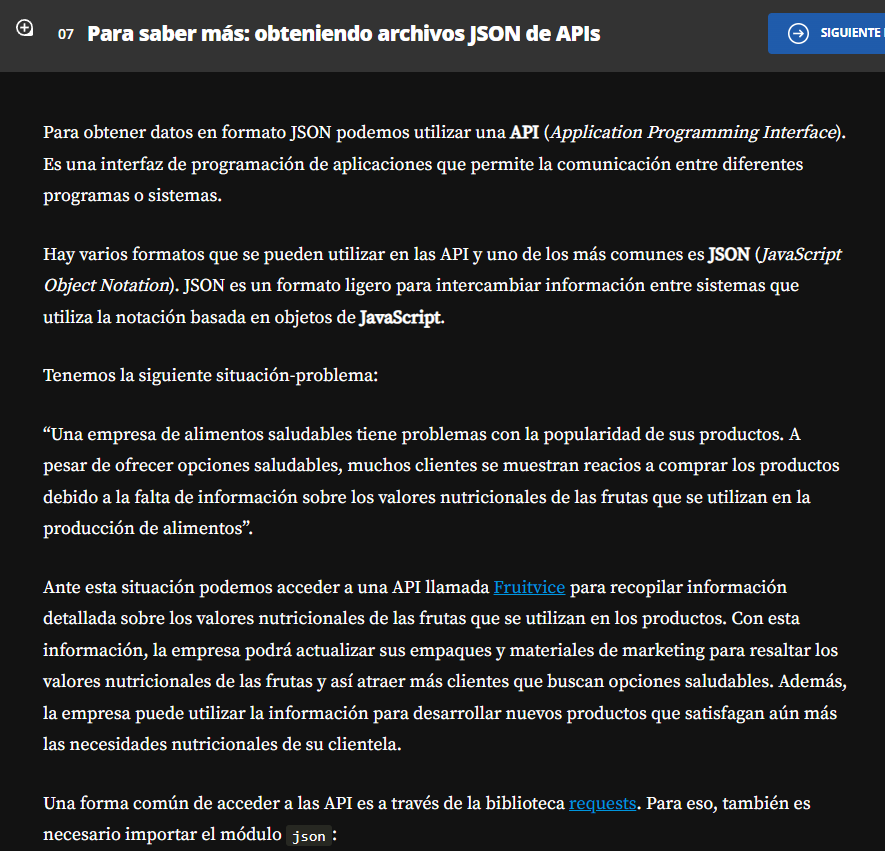 07 Para saber más: obteniendo archivos JSON de APIs
SIGUIENTE
Para obtener datos en formato JSON podemos utilizar una API (Application Programming Interface).
Es una interfaz de programación de aplicaciones que permite la comunicación entre diferentes
programas o sistemas.
Hay varios formatos que se pueden utilizar en las API y uno de los más comunes es JSON (JavaScript
Object Notation). JSON es un formato ligero para intercambiar información entre sistemas que
utiliza la notación basada en objetos de JavaScript.
Tenemos la siguiente situación-problema:
“Una empresa de alimentos saludables tiene problemas con la popularidad de sus productos. A
pesar de ofrecer opciones saludables, muchos clientes se muestran reacios a comprar los productos
debido a la falta de información sobre los valores nutricionales de las frutas que se utilizan en la
producción de alimentos”.
Ante esta situación podemos acceder a una API llamada Fruitvice para recopilar información
detallada sobre los valores nutricionales de las frutas que se utilizan en los productos. Con esta
información, la empresa podrá actualizar sus empaques y materiales de marketing para resaltar los
valores nutricionales de las frutas y así atraer más clientes que buscan opciones saludables. Además,
la empresa puede utilizar la información para desarrollar nuevos productos que satisfagan aún más
las necesidades nutricionales de su clientela.
Una forma común de acceder a las API es a través de la biblioteca requests. Para eso, también es
necesario importar el módulo json: